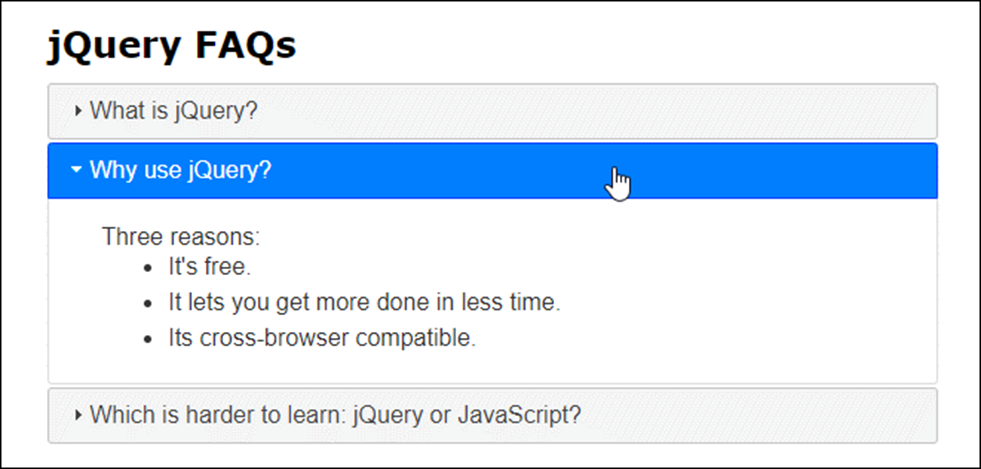 jQuery FAQs
What is jQuery?
Why use jQuery?
Three reasons:
It's free.
It lets you get more done in less time.
Its cross-browser compatible.
Which is harder to learn: jQuery or JavaScript?